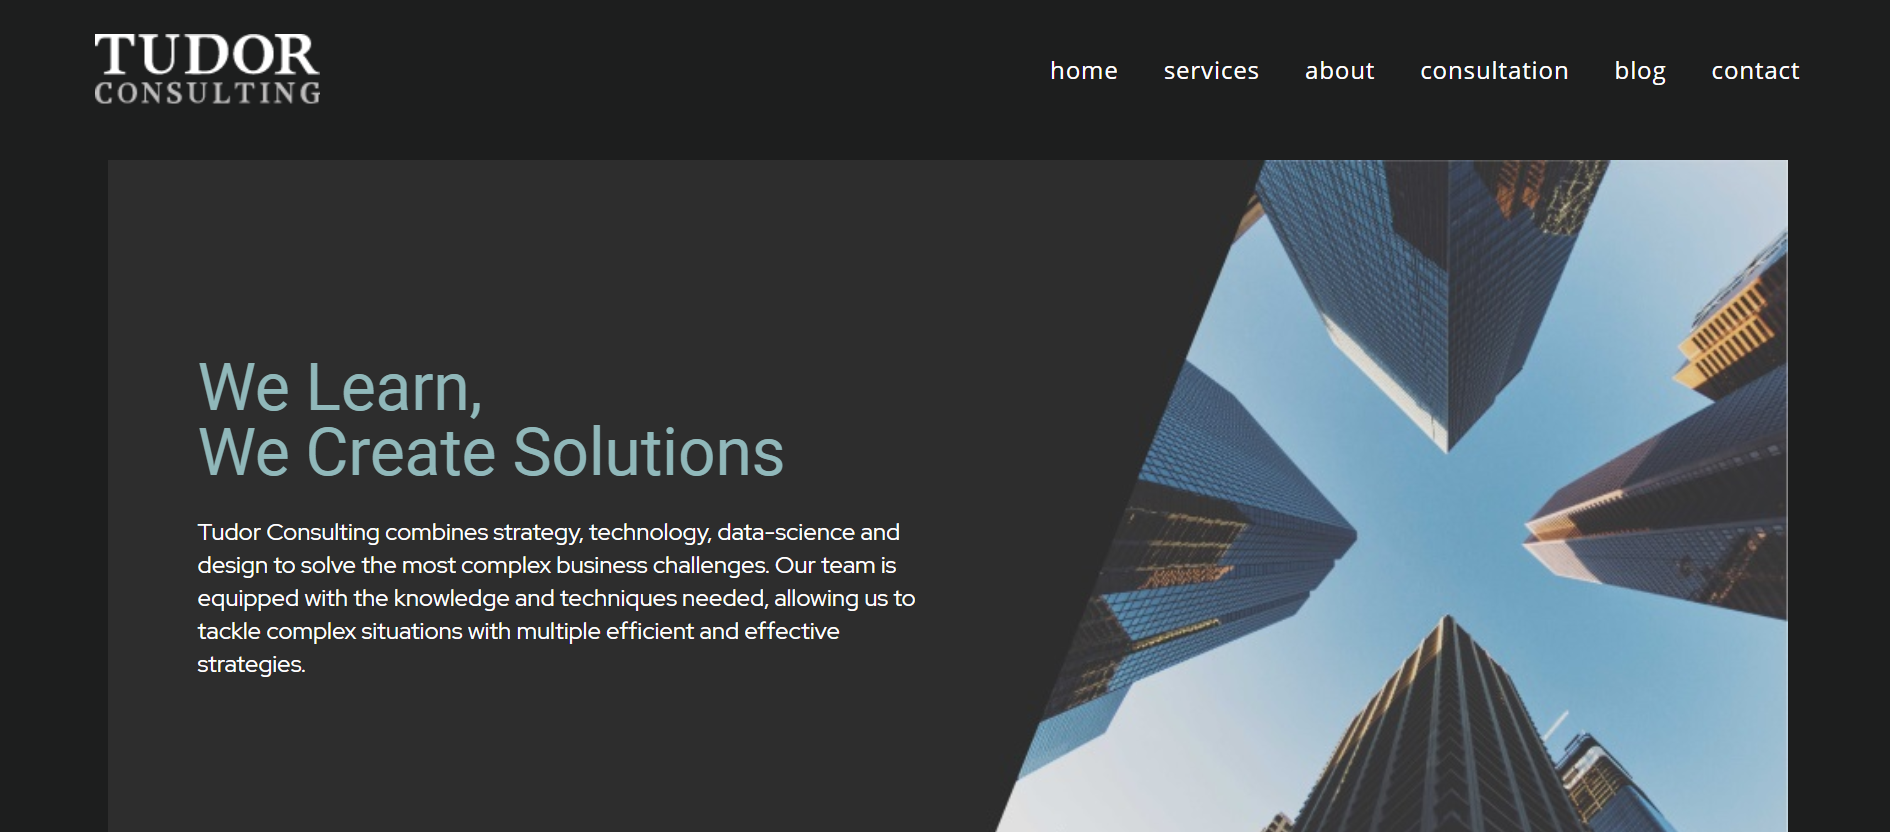 TUDOR
CONSULTING
home services about consultation blog contact
We Learn,
We Create Solutions
Tudor Consulting combines strategy, technology, data-science and
design to solve the most complex business challenges. Our team is
equipped with the knowledge and techniques needed, allowing us to
tackle complex situations with multiple efficient and effective
strategies.